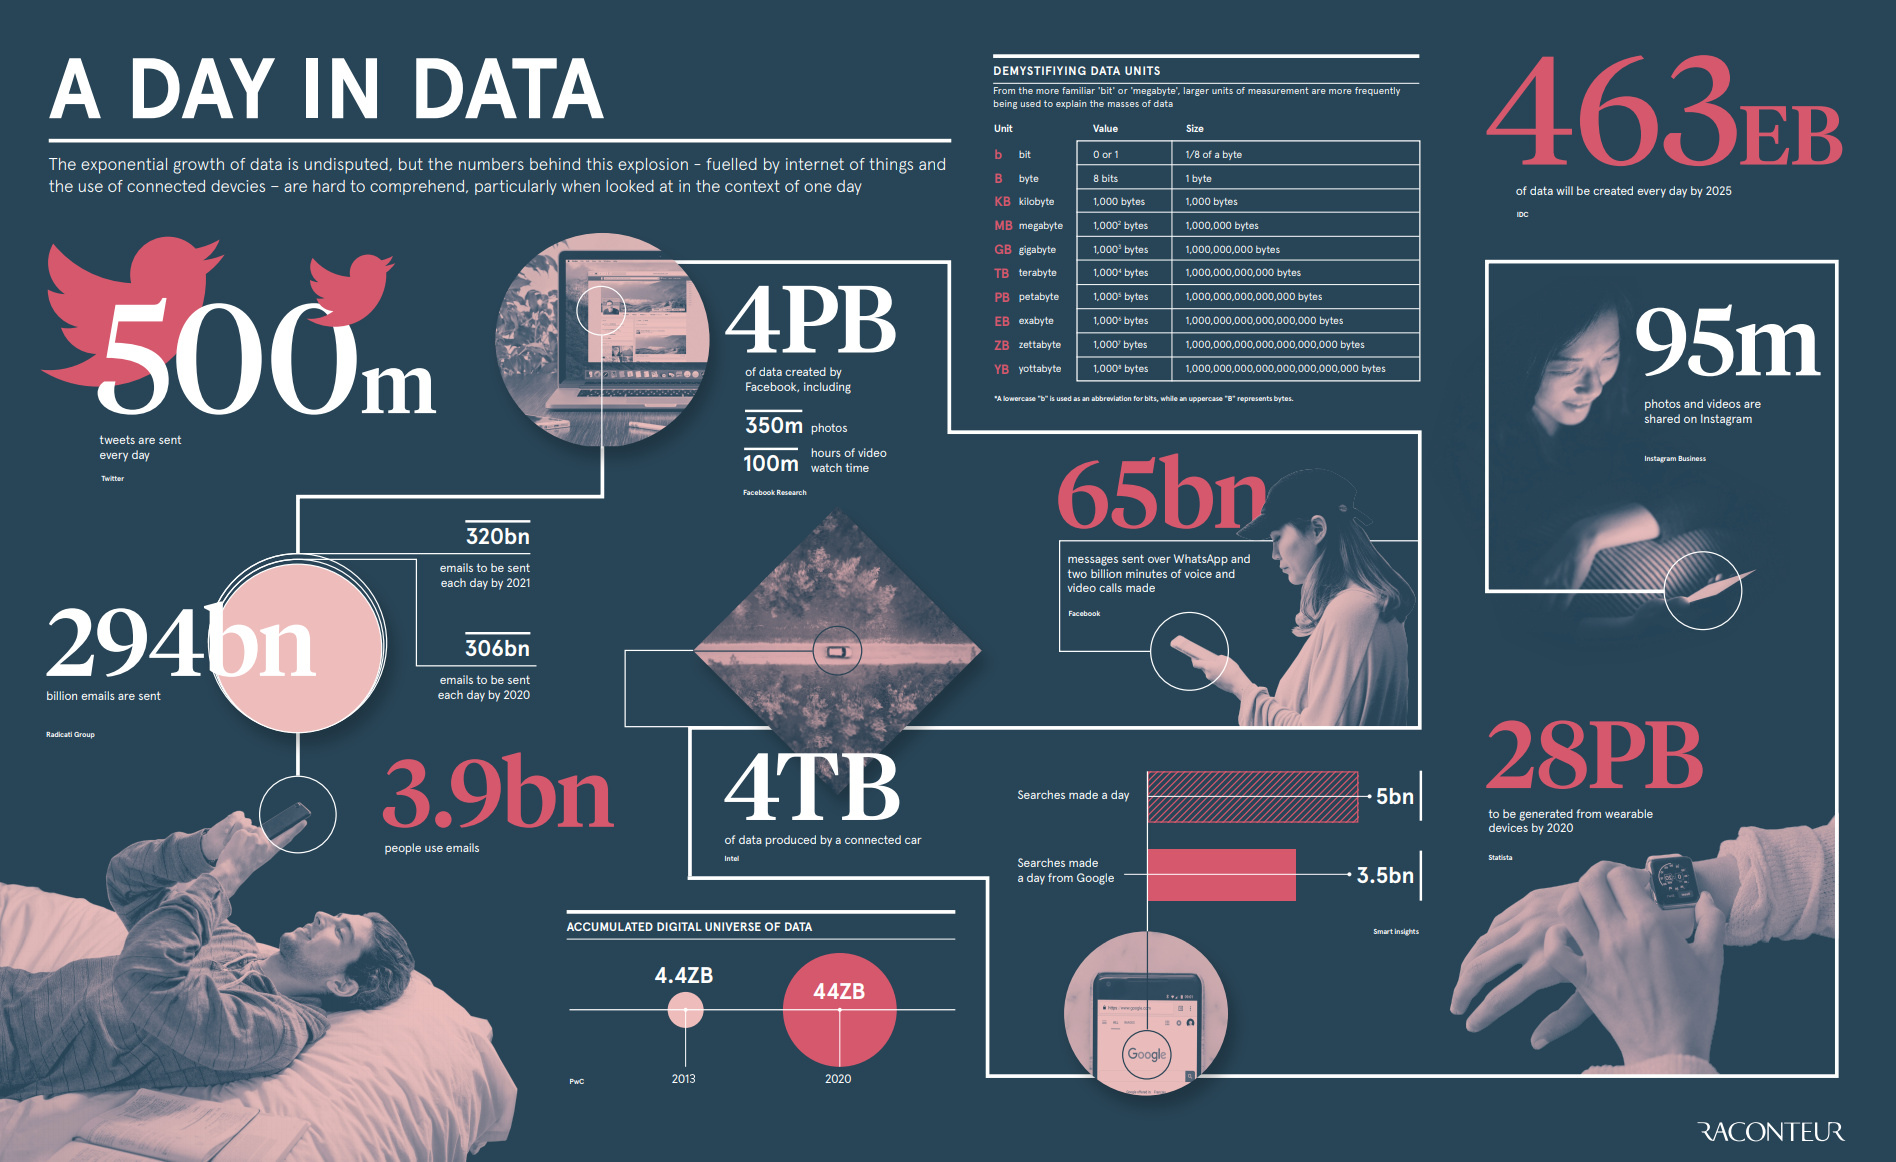 A DAY IN DATA
The exponential growth of data is undisputed, but the numbers behind this explosion - fuelled by internet of things and
the use of connected devcies – are hard to comprehend, particularly when looked at in the context of one day
DEMYSTIFIYING DATA UNITS
From the more familiar 'bit' or 'megabyte', larger units of measurement are more frequently
being used to explain the masses of data
Unit Value Size
b bit 0 or 1 1/8 of a byte
B byte 8 bits 1 byte
KB kilobyte 1,000 bytes 1,000 bytes
MB megabyte 1,000² bytes 1,000,000 bytes
GB gigabyte 1,000³ bytes 1,000,000,000 bytes
TB terabyte 1,000⁴ bytes 1,000,000,000,000 bytes
PB petabyte 1,000⁵ bytes 1,000,000,000,000,000 bytes
EB exabyte 1,000⁶ bytes 1,000,000,000,000,000,000 bytes
ZB zettabyte 1,000⁷ bytes 1,000,000,000,000,000,000,000 bytes
YB yottabyte 1,000⁸ bytes 1,000,000,000,000,000,000,000,000 bytes
*A lowercase "b" is used as an abbreviation for bits, while an uppercase "B" represents bytes.
463EB
of data will be created every day by 2025
IDC
500m
tweets are sent
every day
Twitter
4PB
of data created by
Facebook, including
350m photos
100m hours of video
watch time
Facebook Research
95m
photos and videos are
shared on Instagram
Instagram Business
320bn
emails to be sent
each day by 2021
306bn
emails to be sent
each day by 2020
294bn
billion emails are sent
Radicati Group
3.9bn
people use emails
65bn
messages sent over WhatsApp and
two billion minutes of voice and
video calls made
Facebook
4TB
of data produced by a connected car
Intel
28PB
to be generated from wearable
devices by 2020
Statista
Searches made a day 5bn
Searches made
a day from Google 3.5bn
Smart Insights
Google
ACCUMULATED DIGITAL UNIVERSE OF DATA
4.4ZB 44ZB
2013 2020
PwC
RACONTEUR